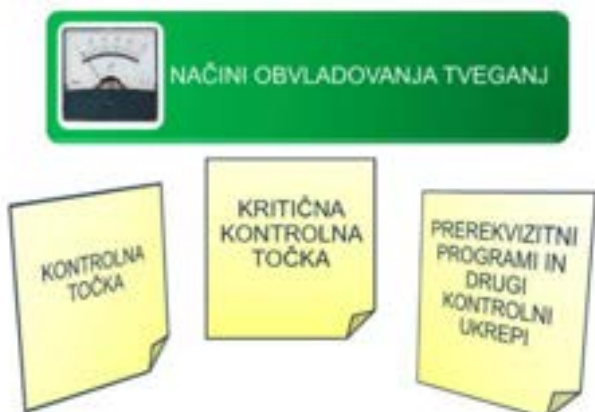 NAČINI OBVLADOVANJA TVEGANJ
KONTROLNA
TOČKA
KRITIČNA
KONTROLNA
TOČKA
PREREKVIZITNI
PROGRAMI IN
DRUGI
KONTROLNI
UKREPI